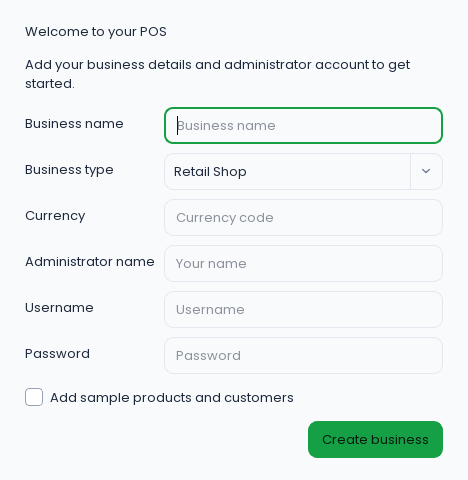 Welcome to your POS
Add your business details and administrator account to get
started.
Business name
Business name
Business type
Retail Shop
Currency
Currency code
Administrator name
Your name
Username
Username
Password
Password
Add sample products and customers
Create business